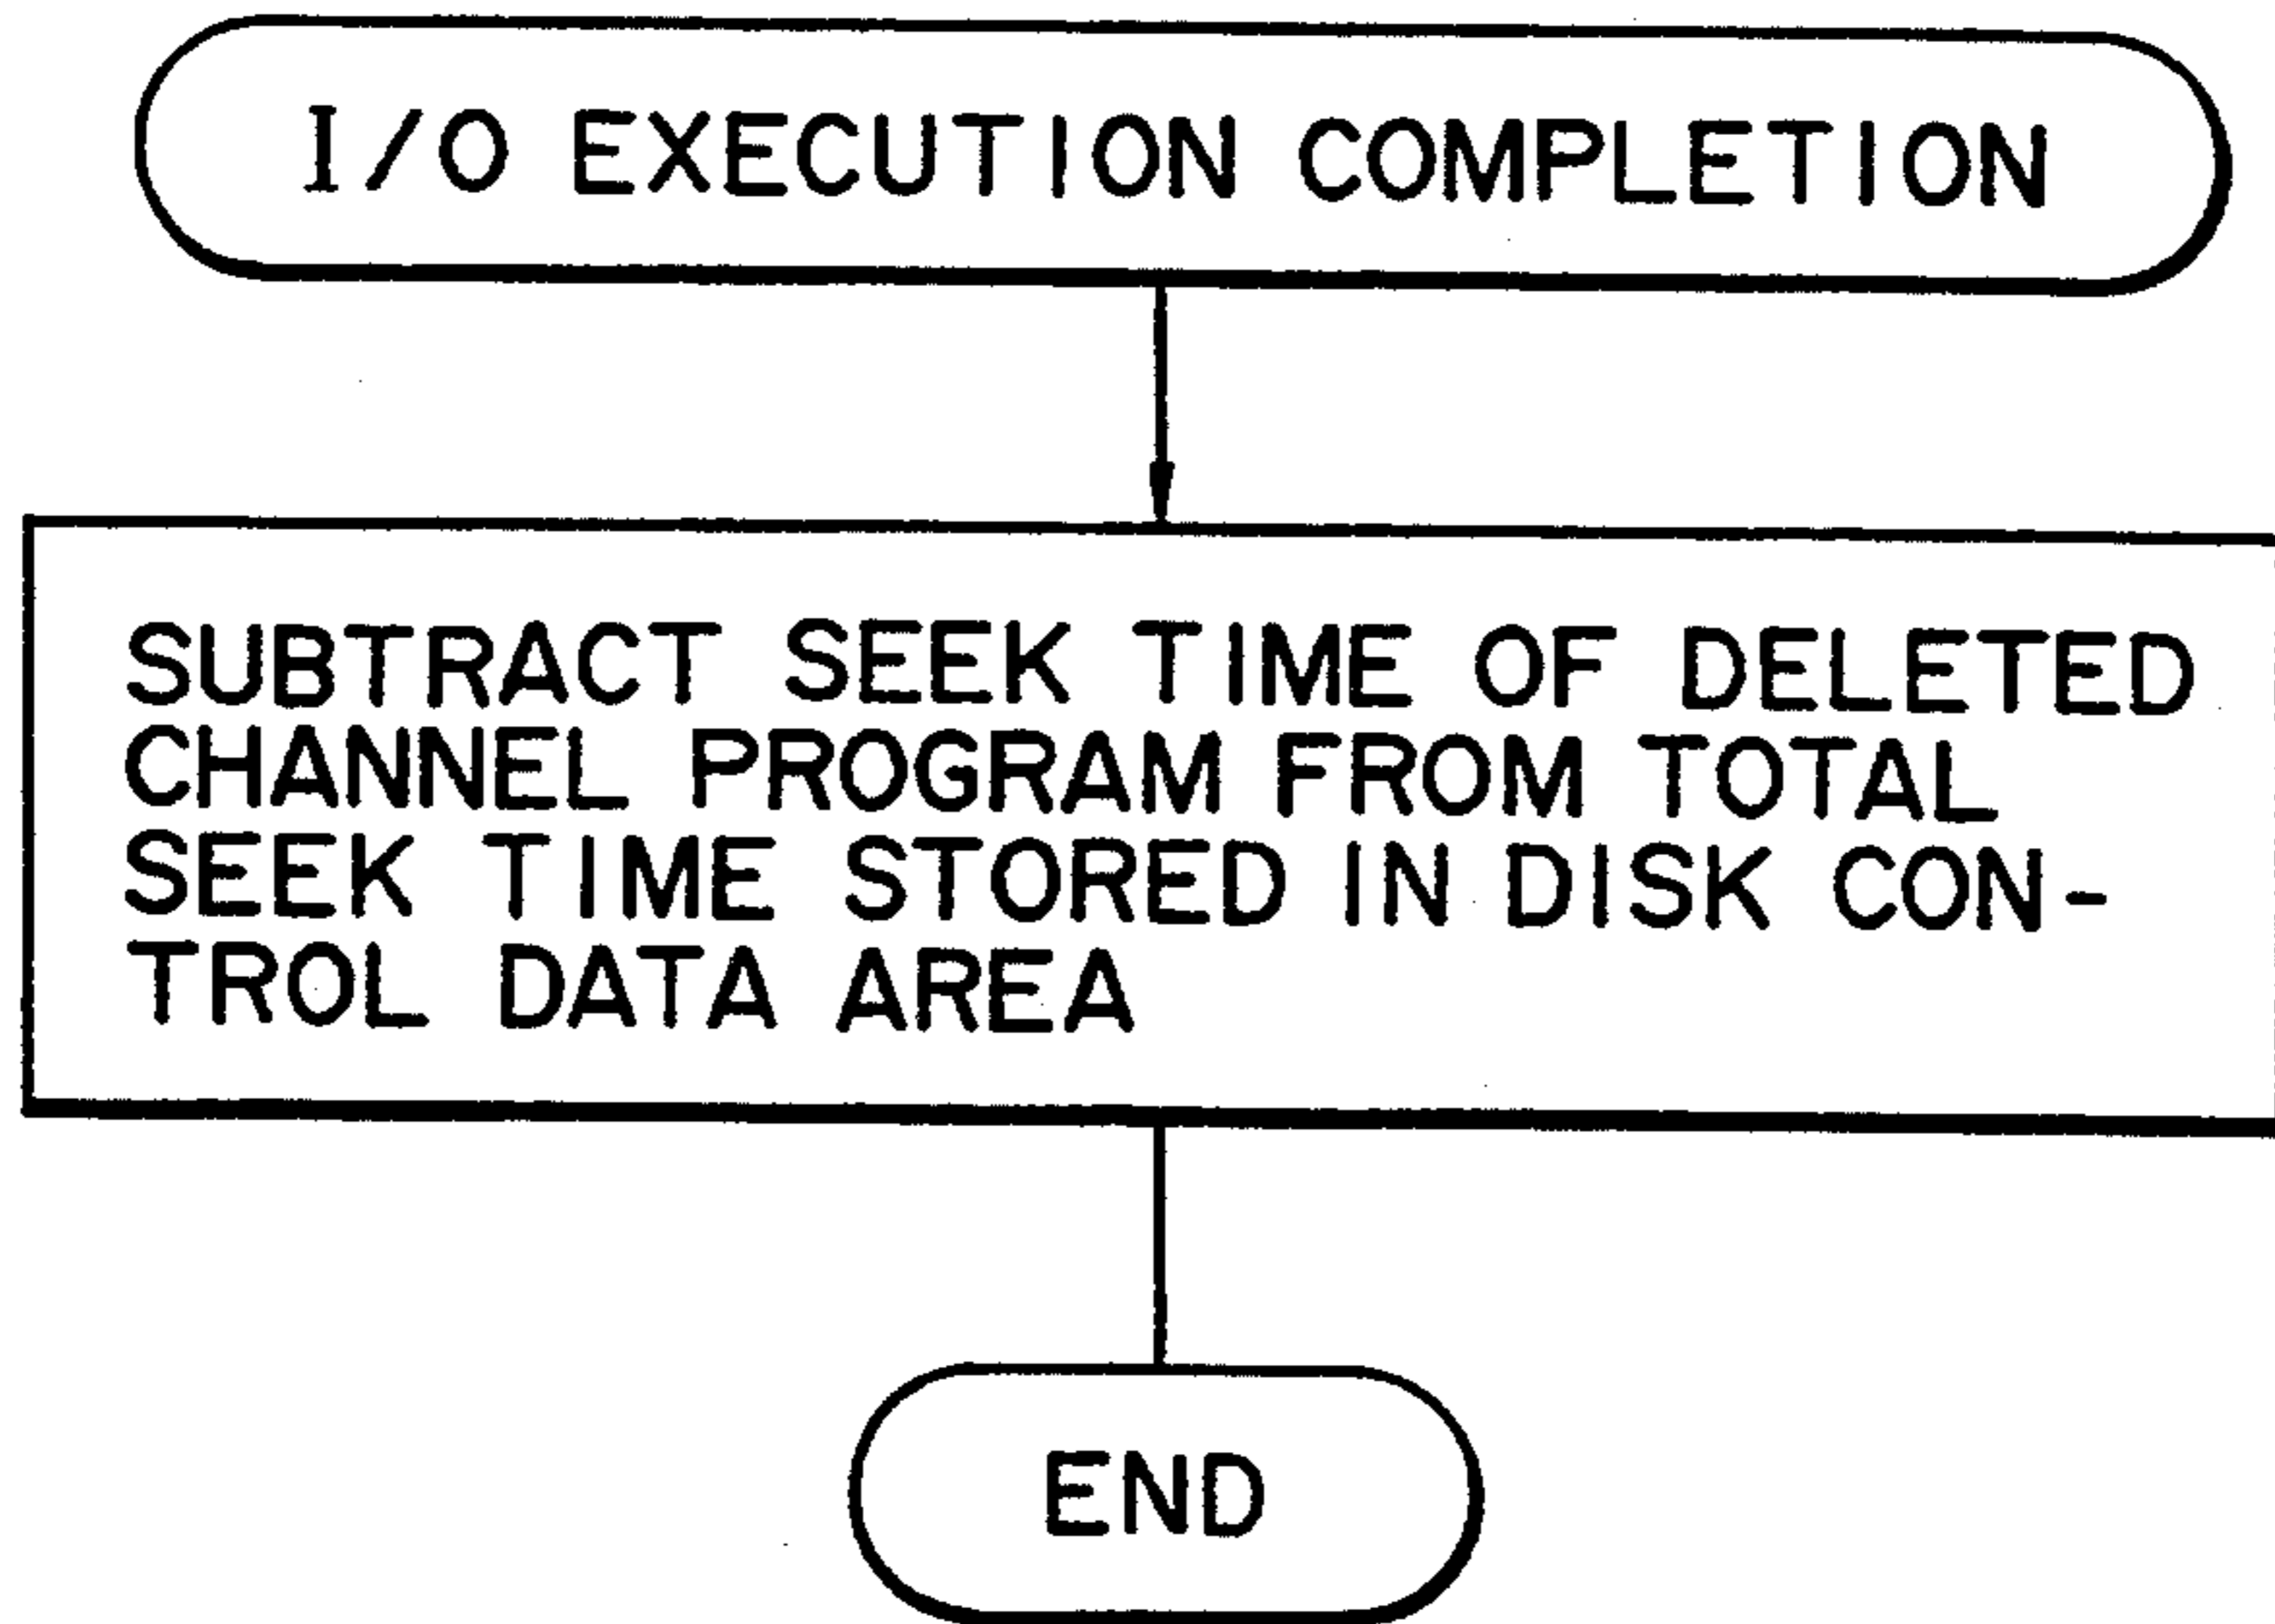 I/O EXECUTION COMPLETION
SUBTRACT SEEK TIME OF DELETED
CHANNEL PROGRAM FROM TOTAL
SEEK TIME STORED IN DISK CON-
TROL DATA AREA
END